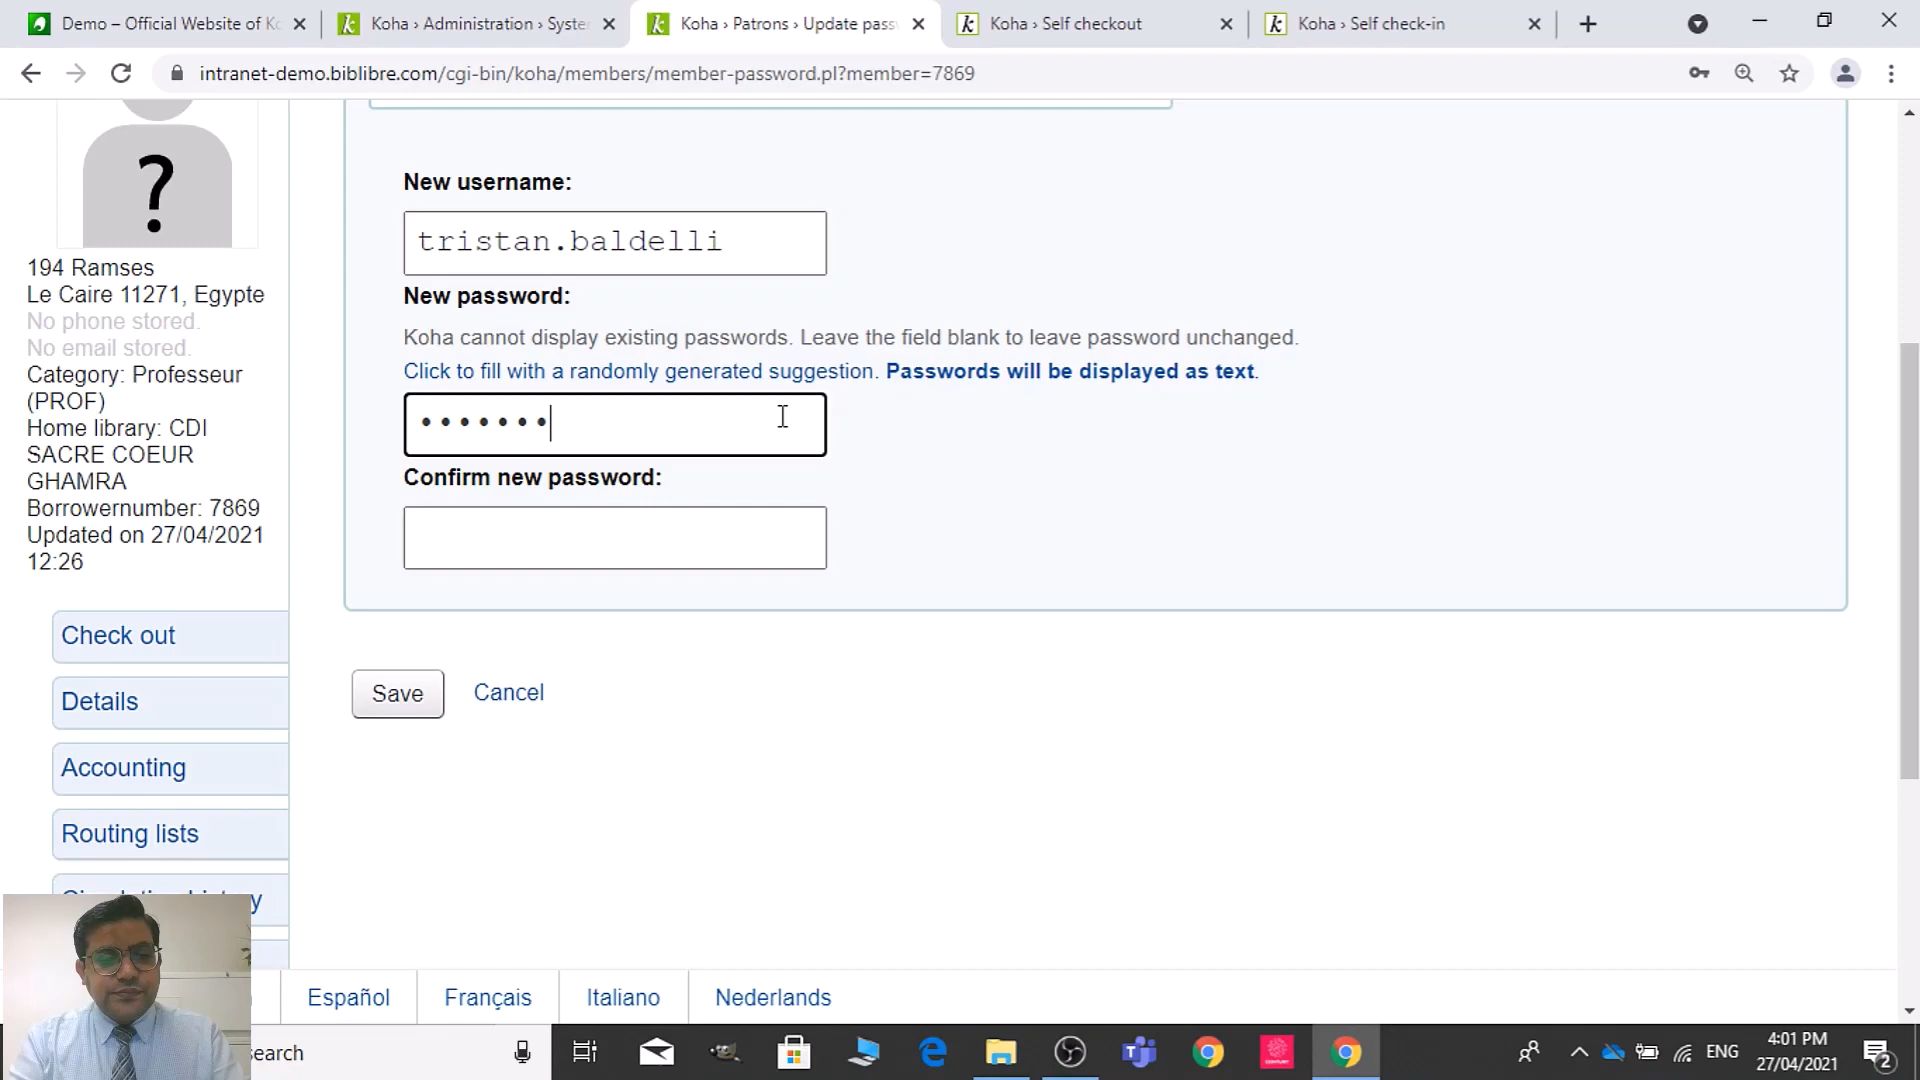 Demo – Official Website of Ko
Koha › Administration › Syste
Koha › Patrons › Update pass
Koha › Self checkout
Koha › Self check-in
intranet-demo.biblibre.com/cgi-bin/koha/members/member-password.pl?member=7869
?
194 Ramses
Le Caire 11271, Egypte
No phone stored.
No email stored.
Category: Professeur
(PROF)
Home library: CDI
SACRE COEUR
GHAMRA
Borrowernumber: 7869
Updated on 27/04/2021
12:26
Check out
Details
Accounting
Routing lists
New username:
tristan.baldelli
New password:
Koha cannot display existing passwords. Leave the field blank to leave password unchanged.
Click to fill with a randomly generated suggestion. Passwords will be displayed as text.
•••••••
Confirm new password:
Save
Cancel
Español
Français
Italiano
Nederlands
search
ENG
4:01 PM
27/04/2021
2